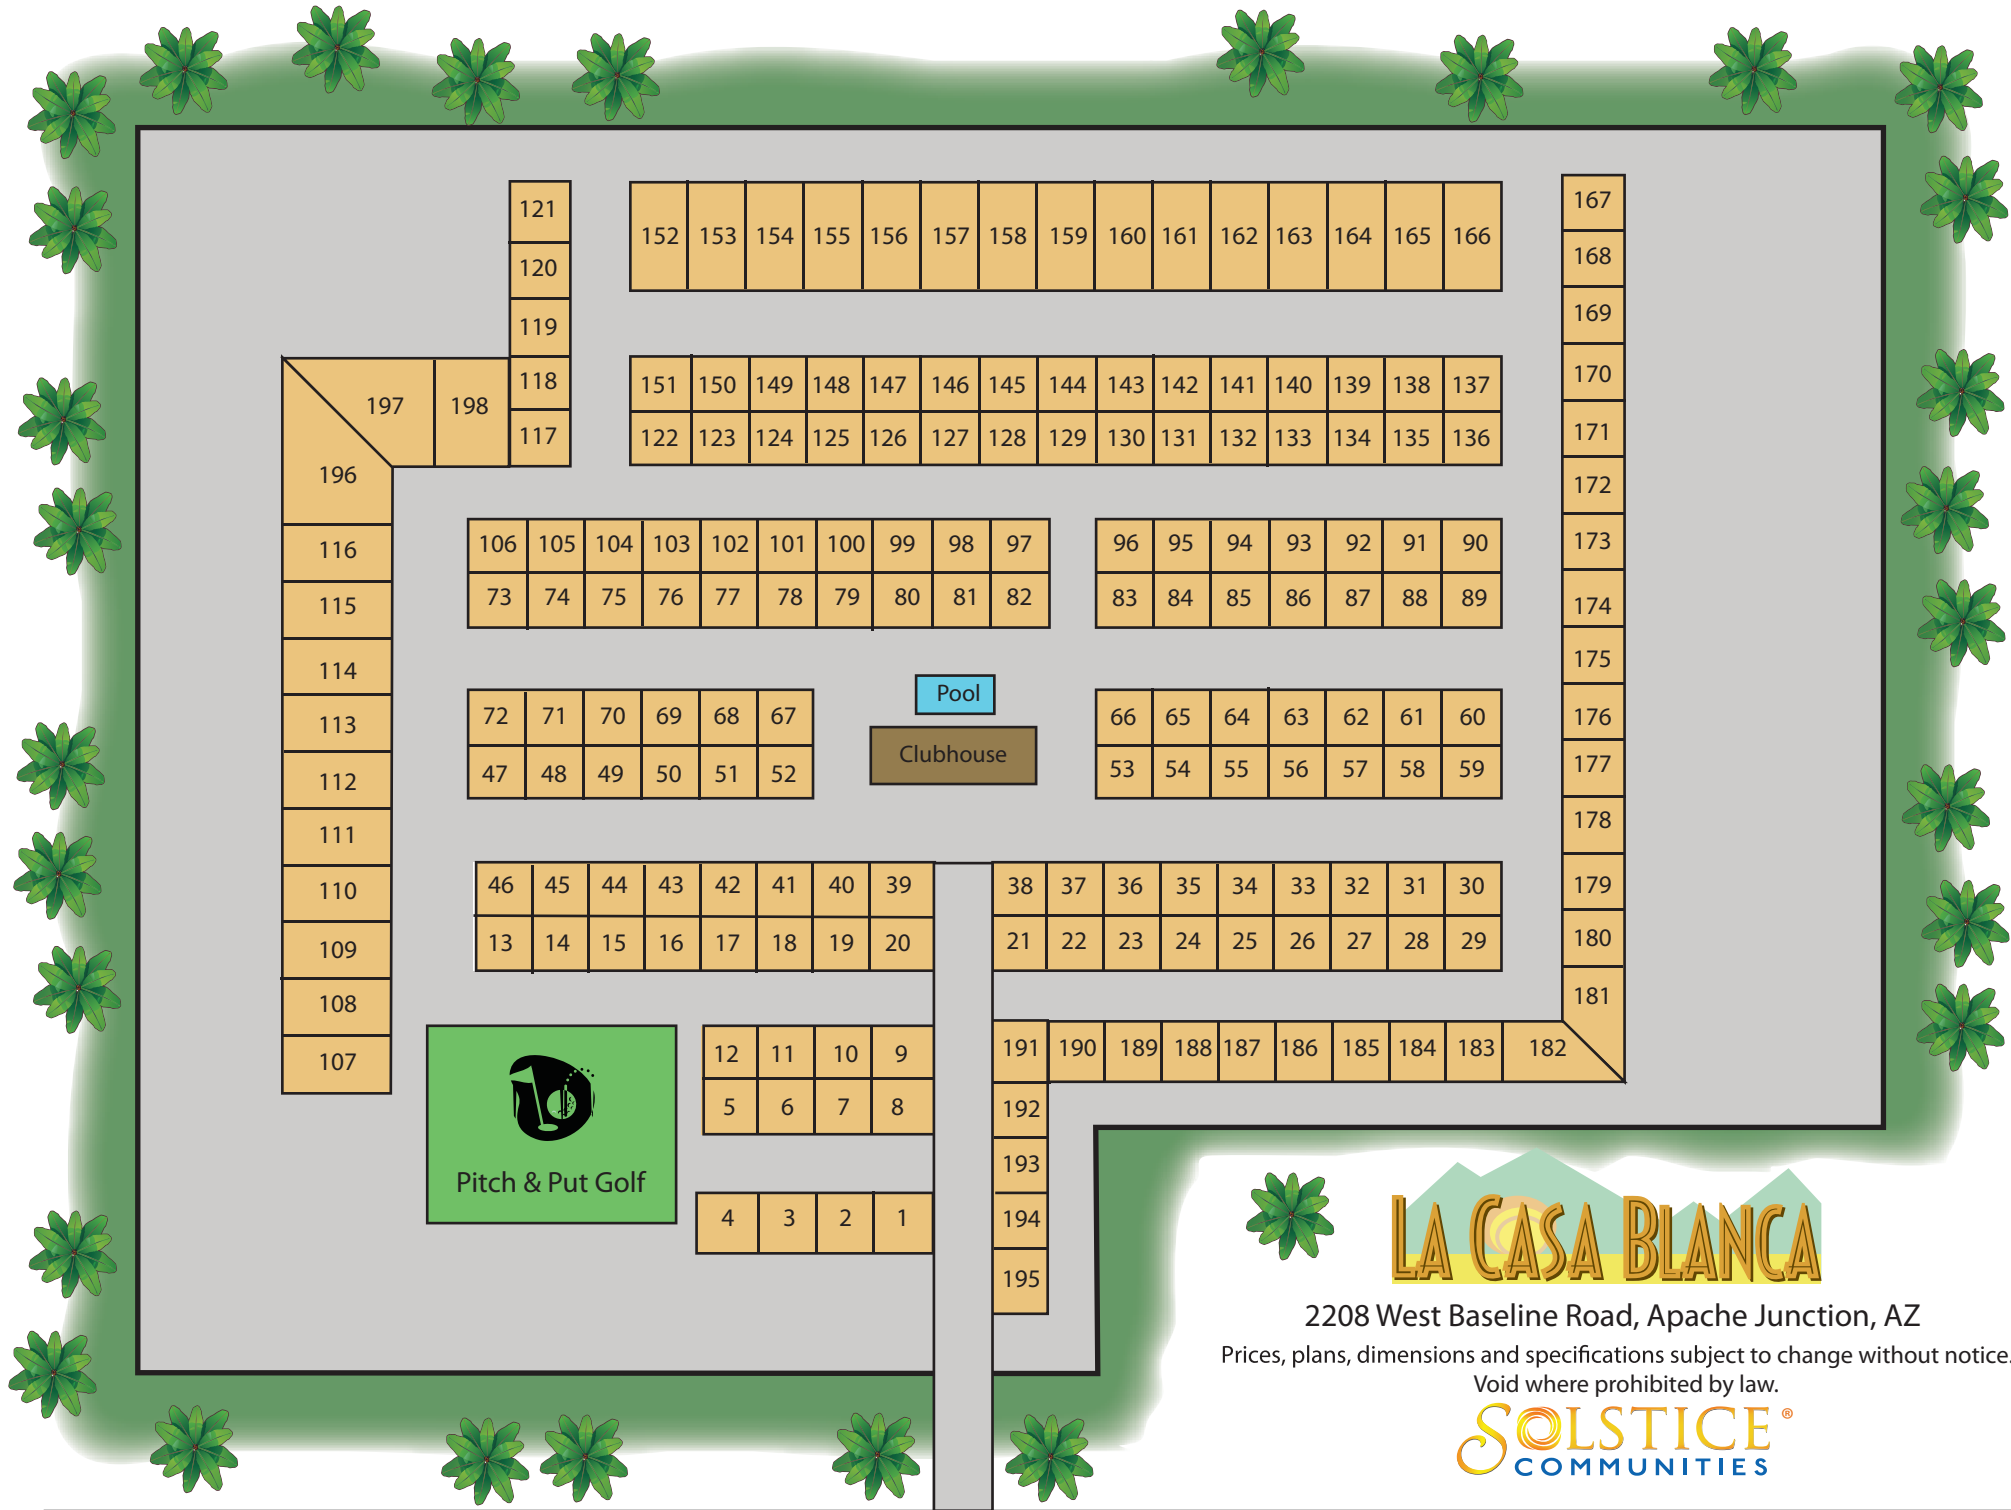 121
120
119
118
117
152 153 154 155 156 157 158 159 160 161 162 163 164 165 166
167
168
169
170
171
172
173
174
175
176
177
178
179
180
181
151 150 149 148 147 146 145 144 143 142 141 140 139 138 137
122 123 124 125 126 127 128 129 130 131 132 133 134 135 136
197 198
196
116
115
114
113
112
111
110
109
108
107
106 105 104 103 102 101 100 99 98 97
73 74 75 76 77 78 79 80 81 82
96 95 94 93 92 91 90
83 84 85 86 87 88 89
72 71 70 69 68 67
47 48 49 50 51 52
Pool
Clubhouse
66 65 64 63 62 61 60
53 54 55 56 57 58 59
46 45 44 43 42 41 40 39
13 14 15 16 17 18 19 20
38 37 36 35 34 33 32 31 30
21 22 23 24 25 26 27 28 29
12 11 10 9
5 6 7 8
4 3 2 1
Pitch & Put Golf
191 190 189 188 187 186 185 184 183 182
192
193
194
195
LA CASA BLANCA
2208 West Baseline Road, Apache Junction, AZ
Prices, plans, dimensions and specifications subject to change without notice.
Void where prohibited by law.
SOLSTICE ®
COMMUNITIES